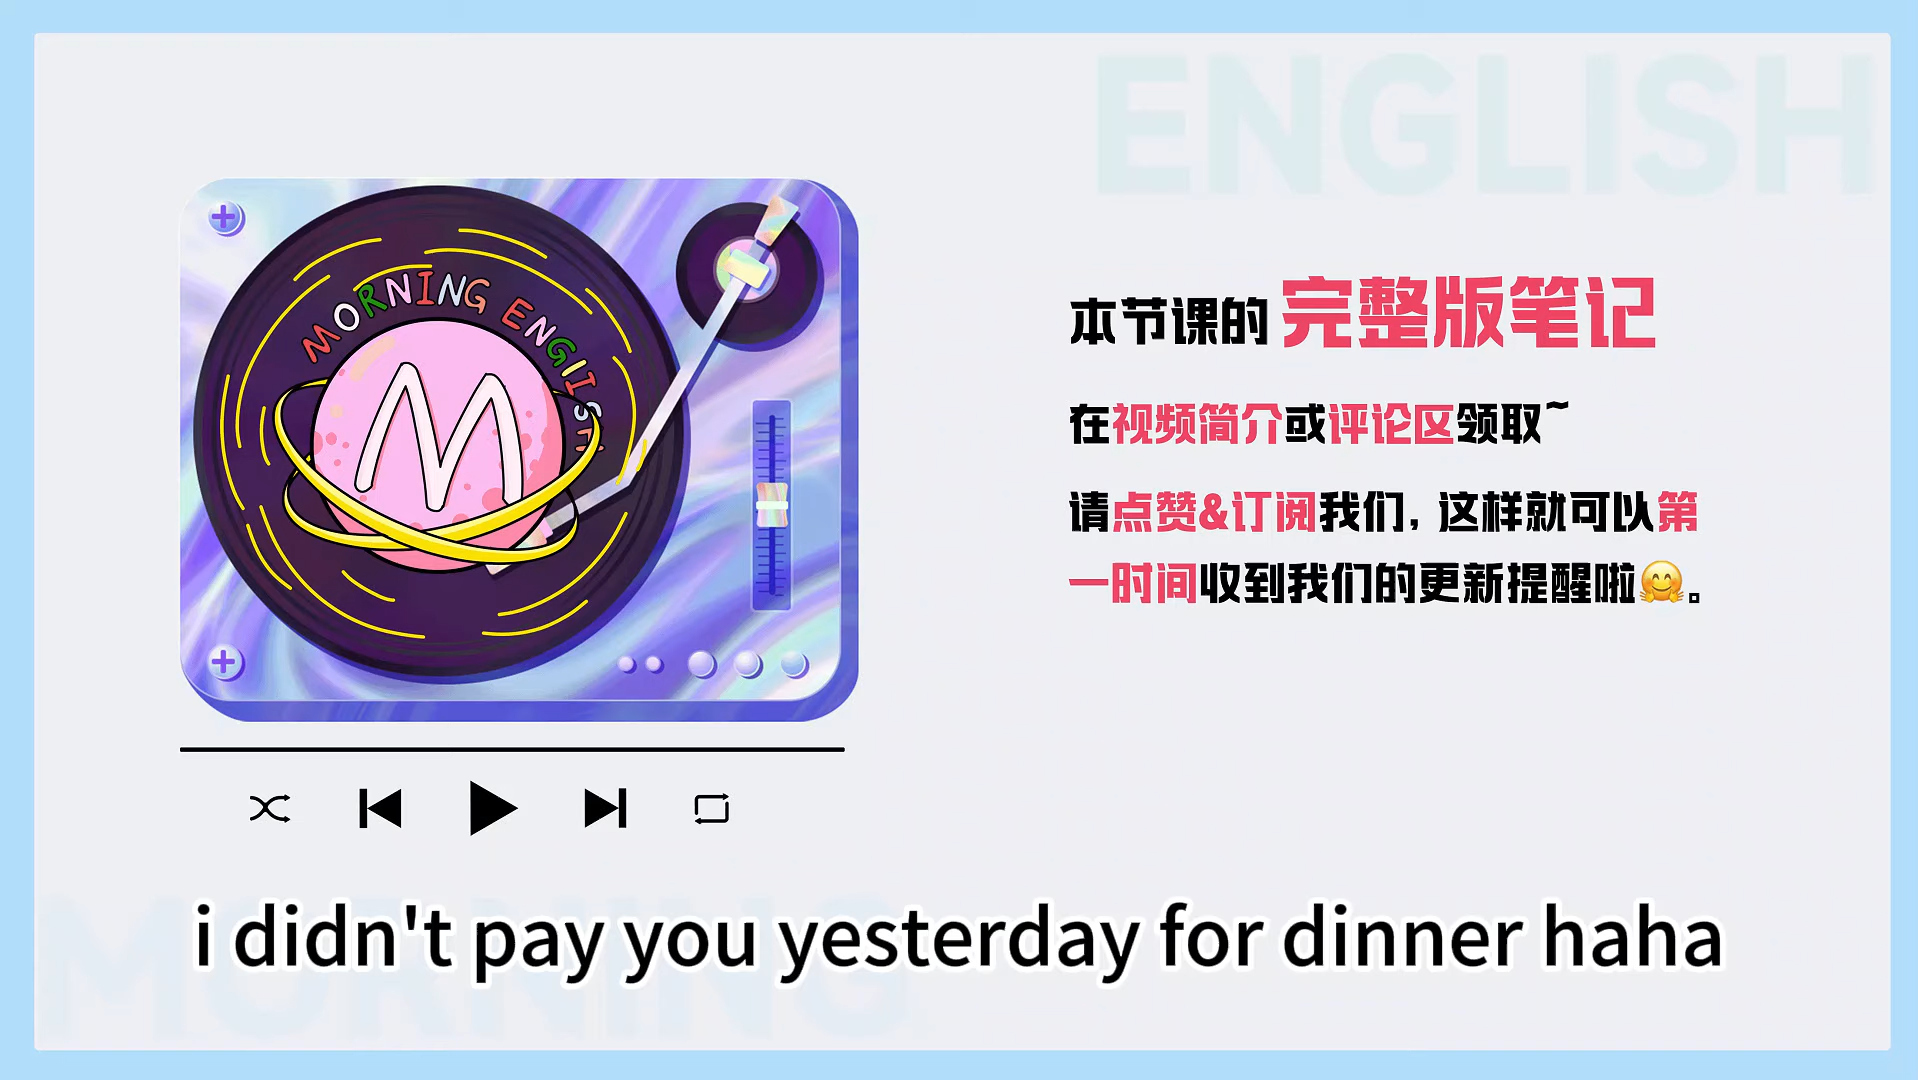 ENGLISH
MORNING ENGLISH
M
本节课的 完整版笔记
在视频简介或评论区领取~
请点赞&订阅我们, 这样就可以第
一时间收到我们的更新提醒啦🤗。
MORNING
i didn't pay you yesterday for dinner haha